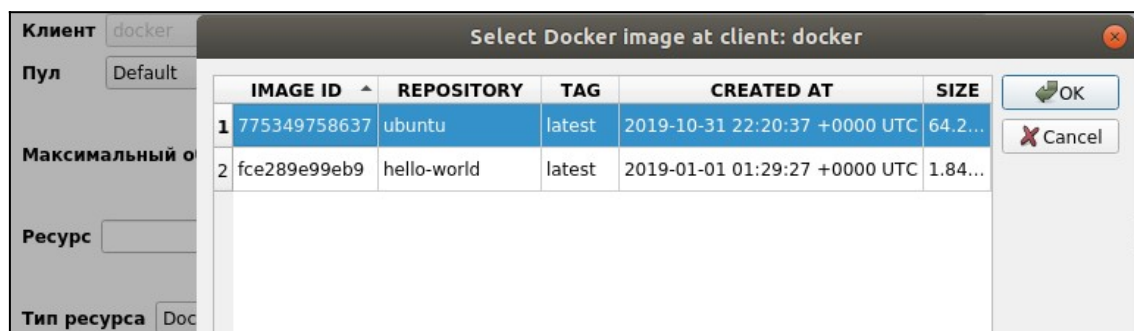 Клиент docker
Select Docker image at client: docker
Пул Default
IMAGE ID REPOSITORY TAG CREATED AT SIZE
OK
1 775349758637 ubuntu latest 2019-10-31 22:20:37 +0000 UTC 64.2...
Cancel
2 fce289e99eb9 hello-world latest 2019-01-01 01:29:27 +0000 UTC 1.84...
Максимальный
Ресурс
Тип ресурса Doc